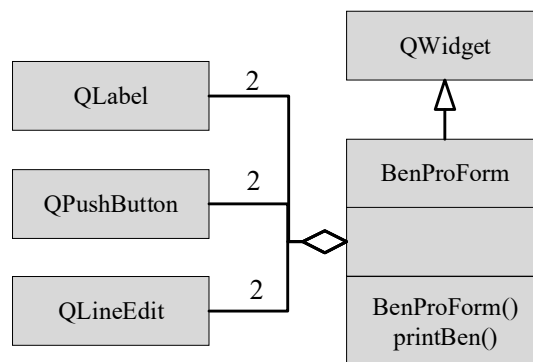 QWidget
2
QLabel
BenProForm
2
QPushButton
2
QLineEdit
BenProForm()
printBen()